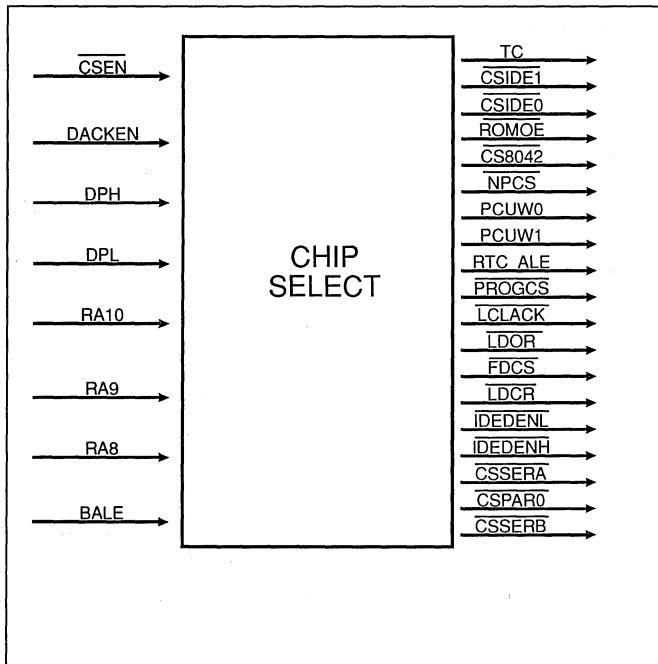 CSEN
DACKEN
DPH
DPL
RA10
RA9
RA8
BALE
CHIP
SELECT
TC
CSIDE1
CSIDE0
ROMOE
CS8042
NPCS
PCUW0
PCUW1
RTC ALE
PROGCS
LCLACK
LDOR
FDCS
LDCR
IDEDENL
IDEDENH
CSSERA
CSPAR0
CSSERB